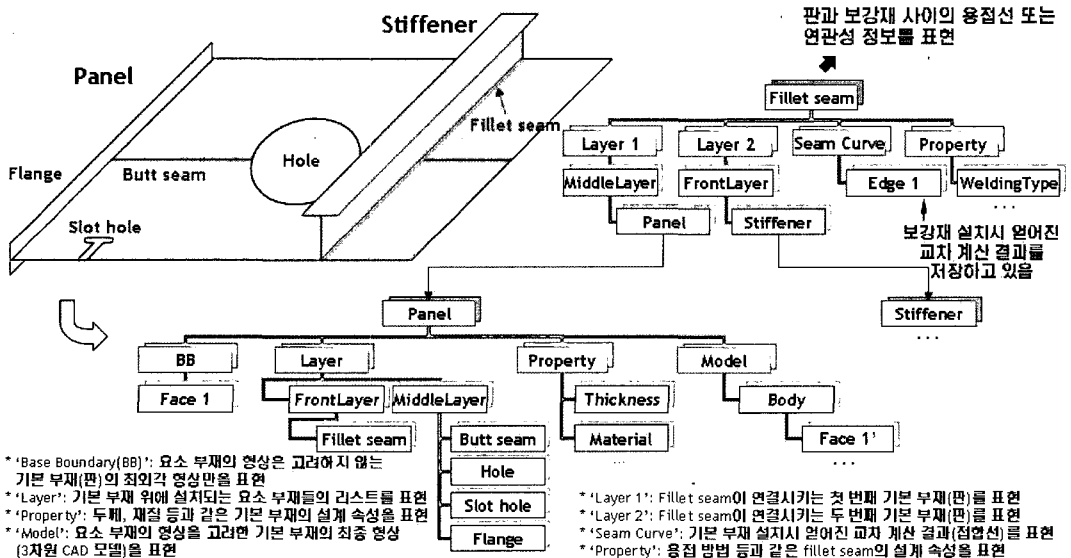 판과 보강재 사이의 용접선 또는
연관성 정보를 표현
Stiffener
Panel
Fillet seam
Fillet seam
Layer 1
Layer 2
Seam Curve
Property
Hole
Flange
Butt seam
MiddleLayer
FrontLayer
Edge 1
WeldingType
...
Panel
Stiffener
Slot hole
보강재 설치시 얻어진
교차 계산 결과를
저장하고 있음
Panel
Stiffener
...
BB
Layer
Property
Model
Face 1
FrontLayer
MiddleLayer
Thickness
Body
Fillet seam
Butt seam
Material
Face 1'
...
...
Hole
Slot hole
Flange
* 'Base Boundary(BB)': 요소 부재의 형상은 고려하지 않는
기본 부재(판)의 최외각 형상만을 표현
* 'Layer': 기본 부재 위에 설치되는 요소 부재들의 리스트를 표현
* 'Property': 두께, 재질 등과 같은 기본 부재의 설계 속성을 표현
* 'Model': 요소 부재의 형상을 고려한 기본 부재의 최종 형상
(3차원 CAD 모델)을 표현
* 'Layer 1': Fillet seam이 연결시키는 첫 번째 기본 부재(판)를 표현
* 'Layer 2': Fillet seam이 연결시키는 두 번째 기본 부재(판)를 표현
* 'Seam Curve': 기본 부재 설치시 얻어진 교차 계산 결과(접합선)를 표현
* 'Property': 용접 방법 등과 같은 fillet seam의 설계 속성을 표현